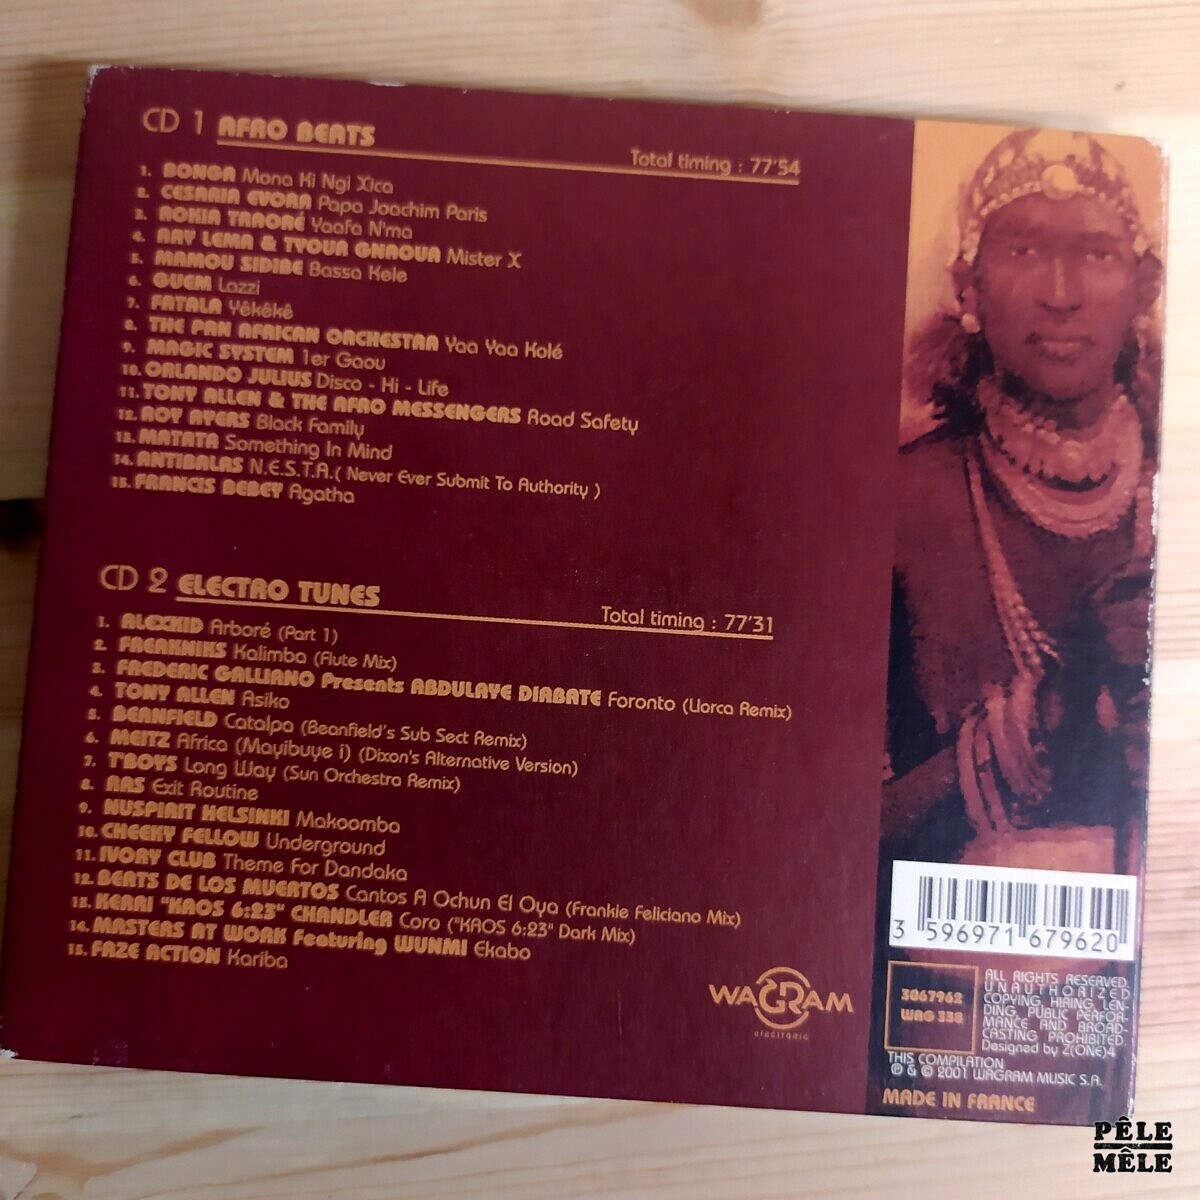 CD 1 AFRO BEATS
Total timing : 77'54
1. BONGA Mona Ki Ngi Xica
2. CESARIA EVORA Papa Joachim Paris
3. ROKIA TRAORÉ Yaafa N'ma
4. RAY LEMA & TYOUR GNAOUA Mister X
5. MAMOU SIDIBE Bassa Kele
6. GUEM Lazzi
7. FATALA Yêkêkê
8. THE PAN AFRICAN ORCHESTRA Yaa Yaa Kolé
9. MAGIC SYSTEM 1er Gaou
10. ORLANDO JULIUS Disco - Hi - Life
11. TONY ALLEN & THE AFRO MESSENGERS Road Safety
12. ROY AYERS Black Family
13. MATATA Something In Mind
14. ANTIBALAS N.E.S.T.A.( Never Ever Submit To Authority )
15. FRANCIS BEBEY Agatha
CD 2 ELECTRO TUNES
Total timing : 77'31
1. ALEXKID Arboré (Part 1)
2. FREAKNIKS Kalimba (Flute Mix)
3. FREDERIC GALLIANO Presents ABDULAYE DIABATE Foronto (Llorca Remix)
4. TONY ALLEN Asiko
5. BEANFIELD Catalpa (Beanfield's Sub Sect Remix)
6. MEITZ Africa (Mayibuye i) (Dixon's Alternative Version)
7. T'BOYS Long Way (Sun Orchestra Remix)
8. ARS Exit Routine
9. NUSPIRIT HELSINKI Makoomba
10. CHEEKY FELLOW Underground
11. IVORY CLUB Theme For Dandaka
12. BEATS DE LOS MUERTOS Cantos A Ochun El Oya (Frankie Feliciano Mix)
13. KERRI "KAOS 6:23" CHANDLER Coro ("KAOS 6:23" Dark Mix)
14. MASTERS AT WORK Featuring WUNMI Ekabo
15. FAZE ACTION Kariba
WAGRAM
electronic
3 596971 679620
3067962
WAG 338
ALL RIGHTS RESERVED.
UNAUTHORIZED
COPYING, HIRING, LEN-
DING, PUBLIC PERFOR-
MANCE AND BROAD-
CASTING PROHIBITED.
Designed by Z(ONE)4
THIS COMPILATION
℗ & © 2001 WAGRAM MUSIC S.A.
MADE IN FRANCE
PÊLE
MÊLE